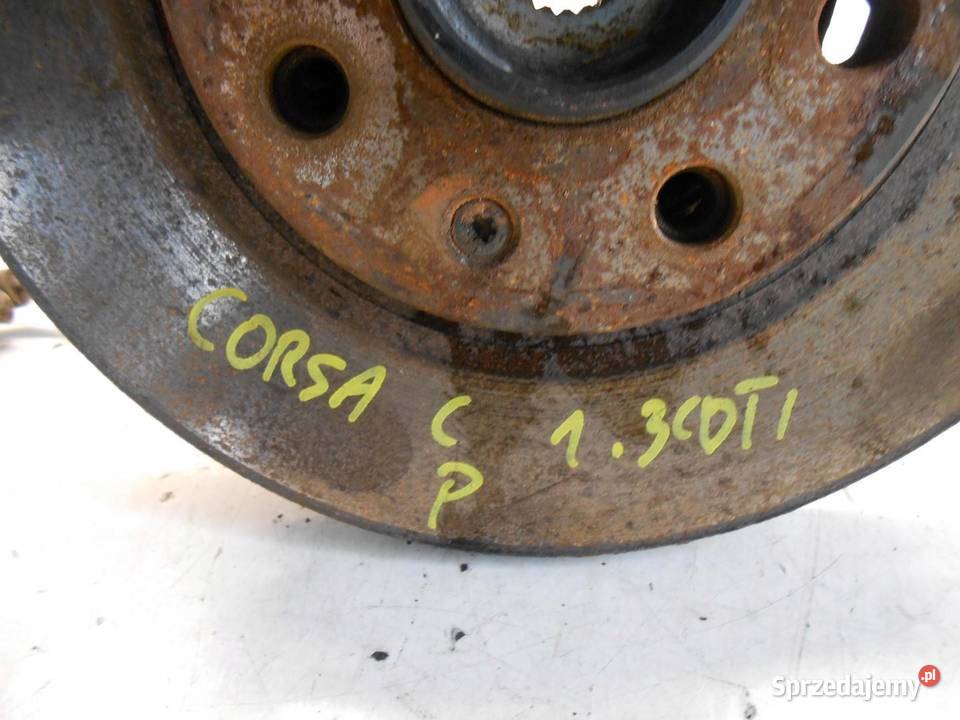 CORSA C 1.3CDTI
P
Sprzedajemy.pl